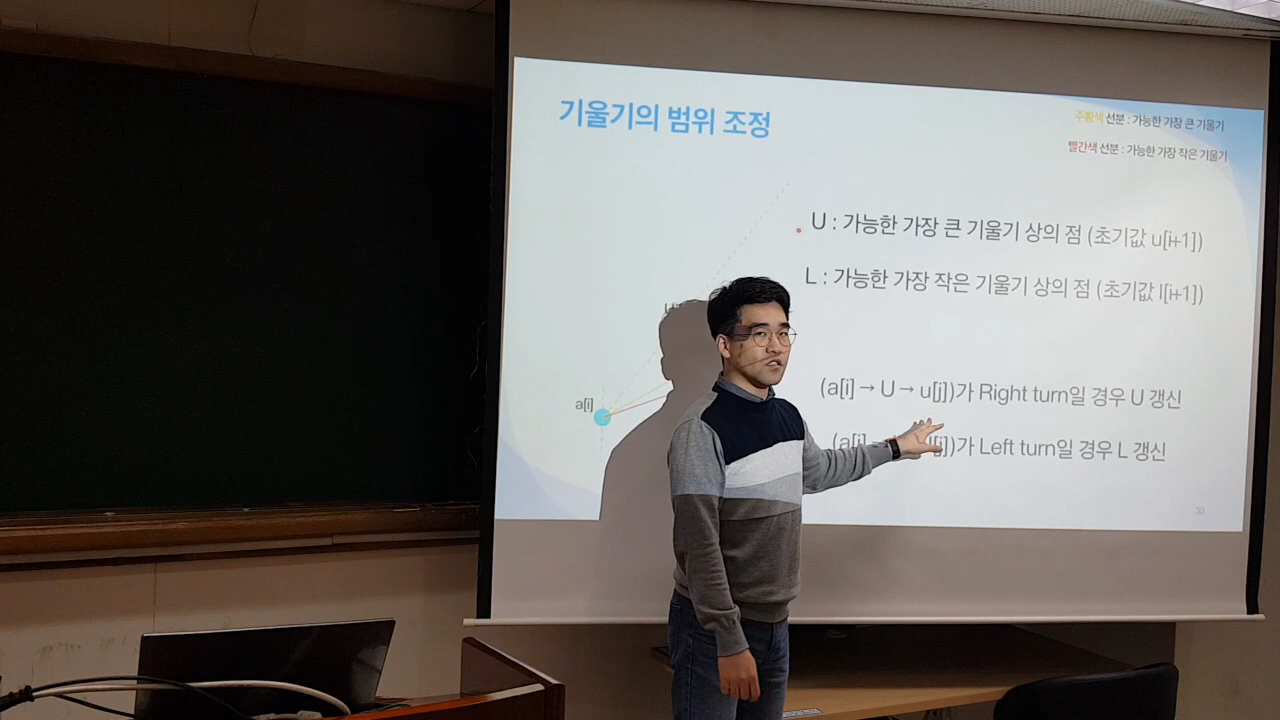 기울기의 범위 조정
주황색 선분 : 가능한 가장 큰 기울기
빨간색 선분 : 가능한 가장 작은 기울기
U : 가능한 가장 큰 기울기 상의 점 (초기값 u[i+1])
L : 가능한 가장 작은 기울기 상의 점 (초기값 l[i+1])
a[i]
(a[i] → U → u[j])가 Right turn일 경우 U 갱신
(a[i] l[j])가 Left turn일 경우 L 갱신
33